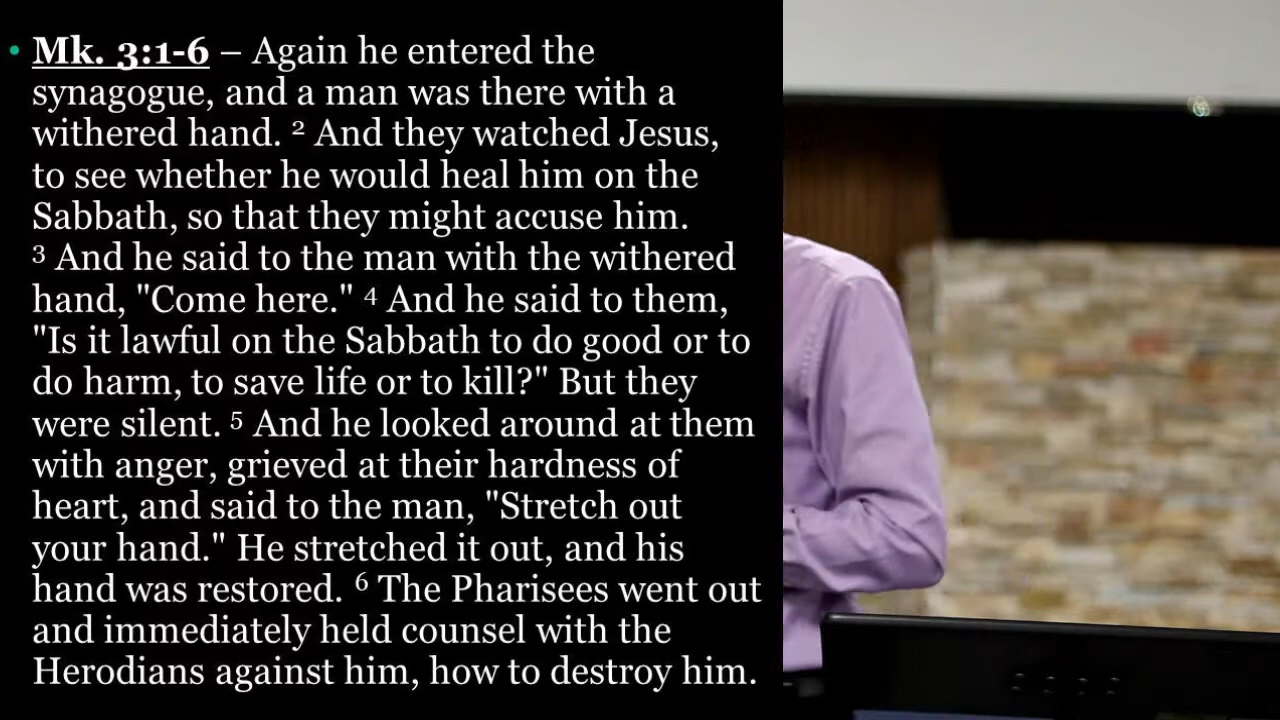 • Mk. 3:1-6 – Again he entered the
synagogue, and a man was there with a
withered hand. ² And they watched Jesus,
to see whether he would heal him on the
Sabbath, so that they might accuse him.
³ And he said to the man with the withered
hand, "Come here." ⁴ And he said to them,
"Is it lawful on the Sabbath to do good or to
do harm, to save life or to kill?" But they
were silent. ⁵ And he looked around at them
with anger, grieved at their hardness of
heart, and said to the man, "Stretch out
your hand." He stretched it out, and his
hand was restored. ⁶ The Pharisees went out
and immediately held counsel with the
Herodians against him, how to destroy him.